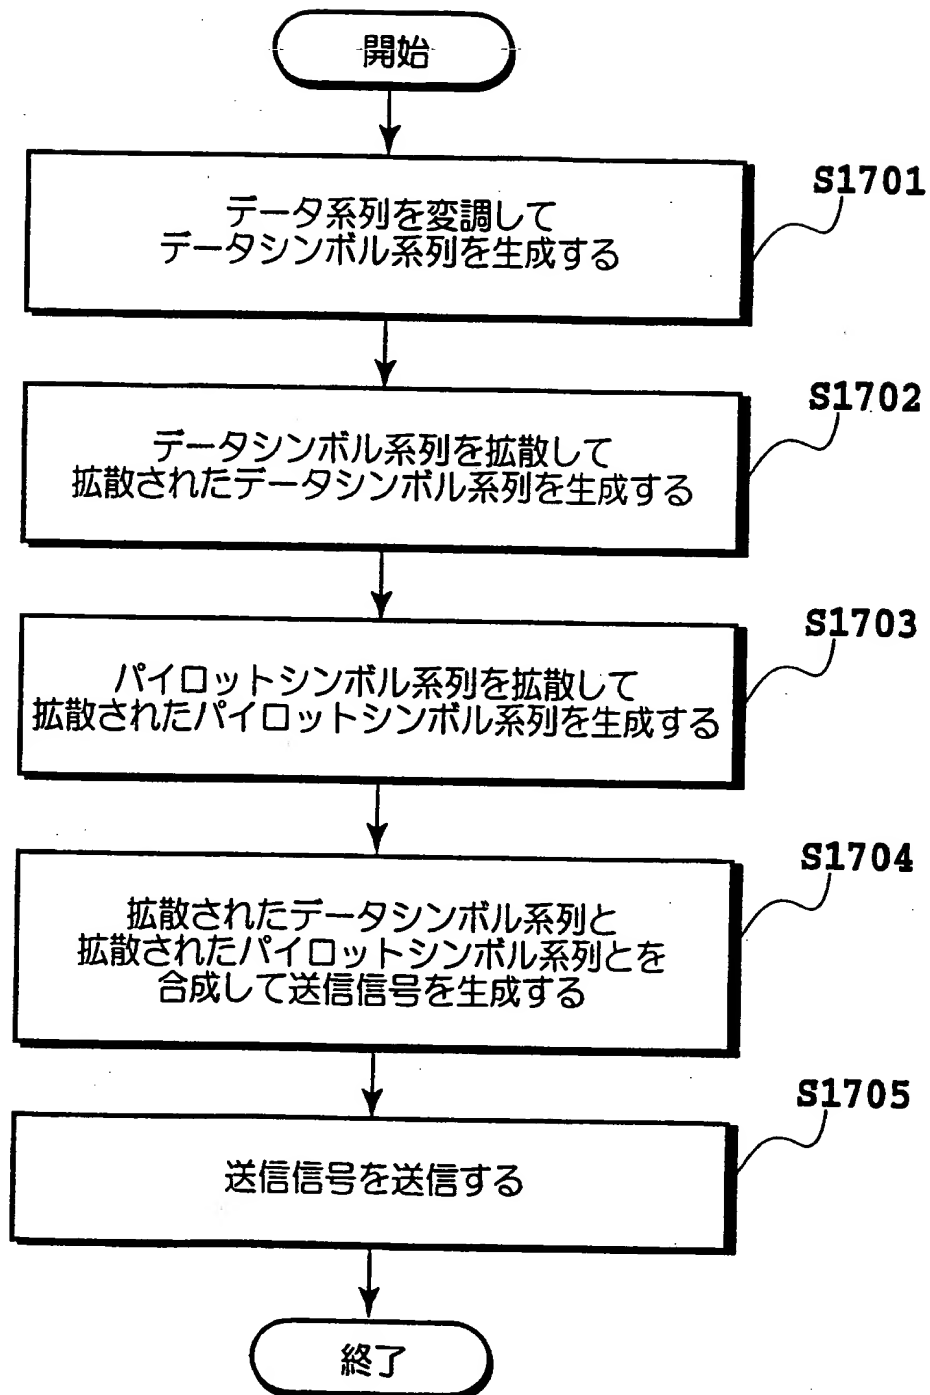 開始
S1701
データ系列を変調して
データシンボル系列を生成する
S1702
データシンボル系列を拡散して
拡散されたデータシンボル系列を生成する
S1703
パイロットシンボル系列を拡散して
拡散されたパイロットシンボル系列を生成する
S1704
拡散されたデータシンボル系列と
拡散されたパイロットシンボル系列とを
合成して送信信号を生成する
S1705
送信信号を送信する
終了